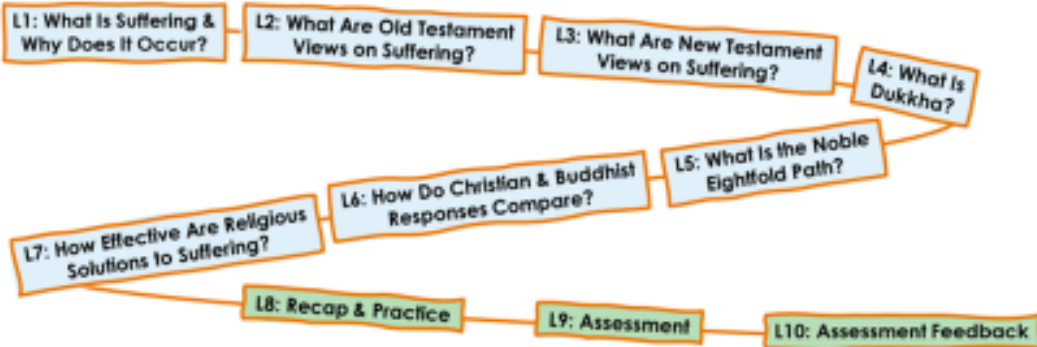 L1: What Is Suffering &
Why Does It Occur?
L2: What Are Old Testament
Views on Suffering?
L3: What Are New Testament
Views on Suffering?
L4: What Is
Dukkha?
L5: What Is the Noble
Eightfold Path?
L6: How Do Christian & Buddhist
Responses Compare?
L7: How Effective Are Religious
Solutions to Suffering?
L8: Recap & Practice
L9: Assessment
L10: Assessment Feedback